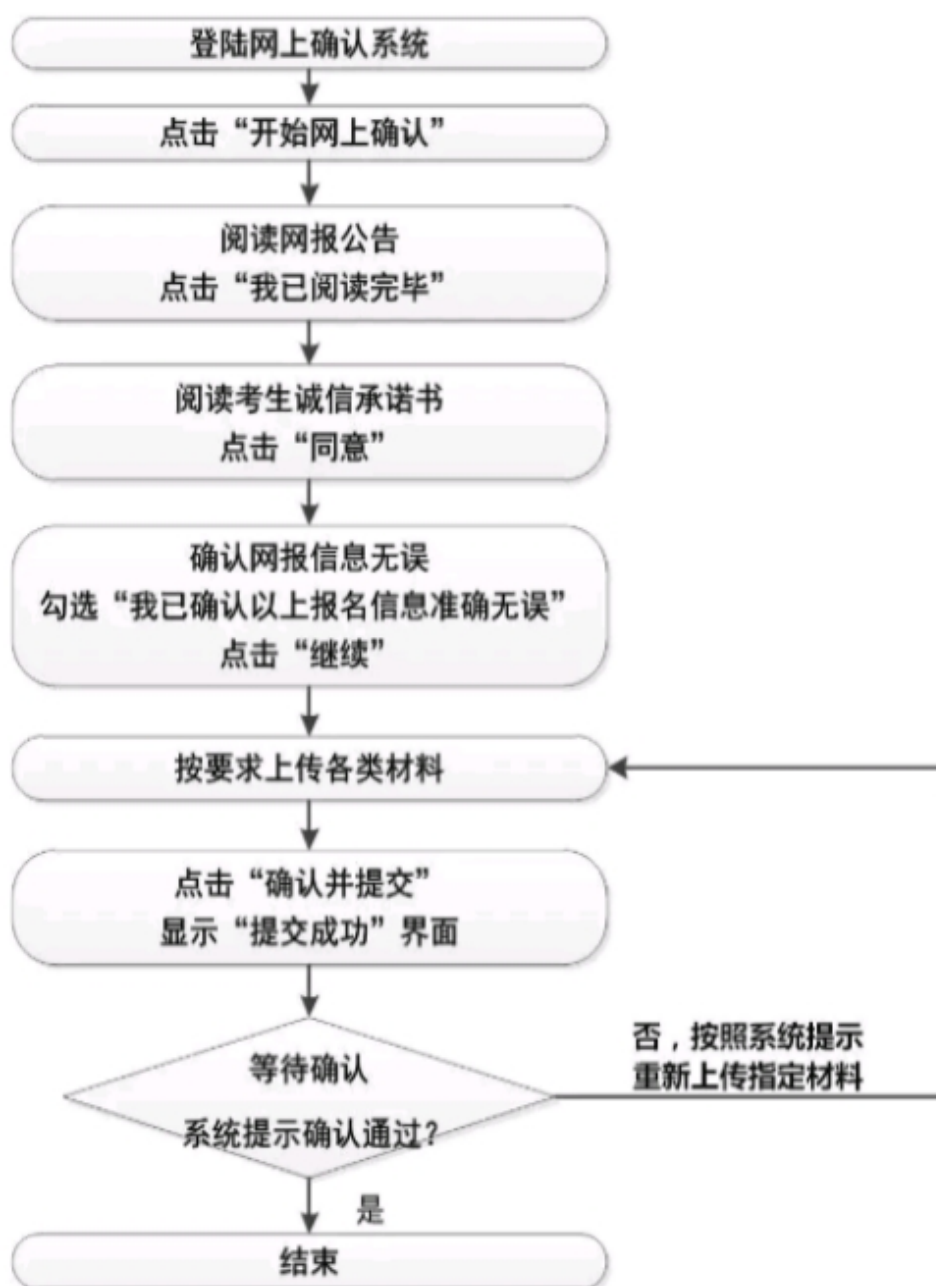 登陆网上确认系统
点击“开始网上确认”
阅读网报公告
点击“我已阅读完毕”
阅读考生诚信承诺书
点击“同意”
确认网报信息无误
勾选“我已确认以上报名信息准确无误”
点击“继续”
按要求上传各类材料
点击“确认并提交”
显示“提交成功”界面
等待确认
系统提示确认通过？
否，按照系统提示
重新上传指定材料
是
结束